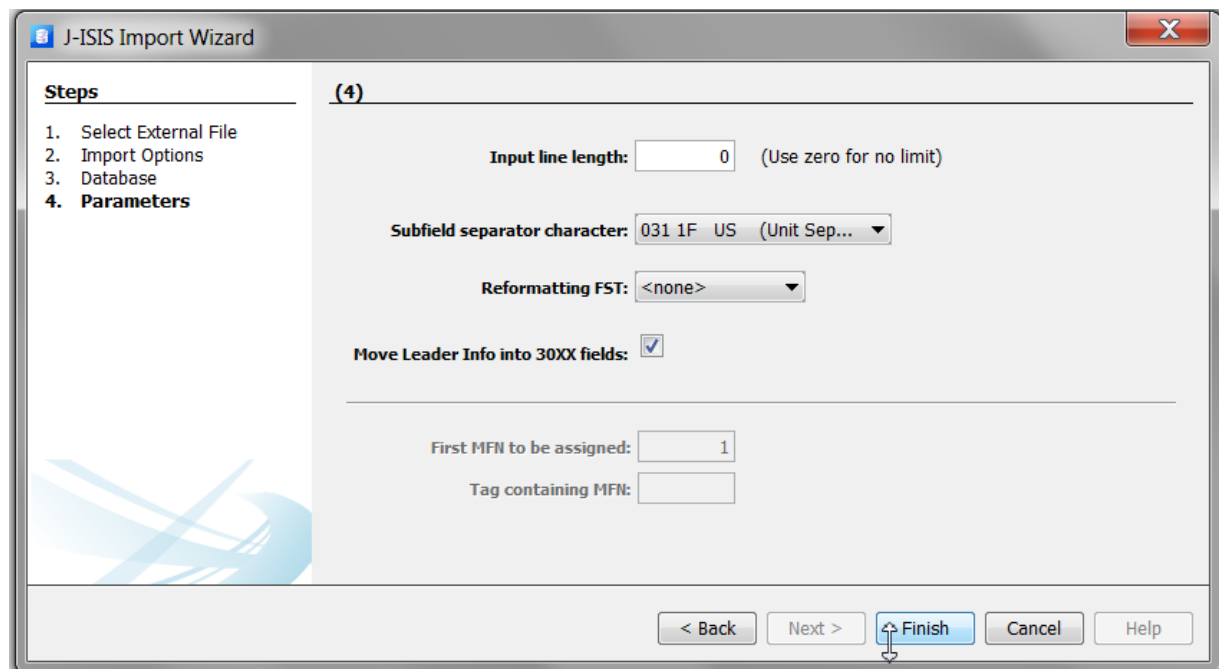 J-ISIS Import Wizard
X
Steps
1. Select External File
2. Import Options
3. Database
4. Parameters
(4)
Input line length: 0 (Use zero for no limit)
Subfield separator character: 031 1F US (Unit Sep...
Reformatting FST: <none>
Move Leader Info into 30XX fields:
First MFN to be assigned: 1
Tag containing MFN:
< Back Next > Finish Cancel Help